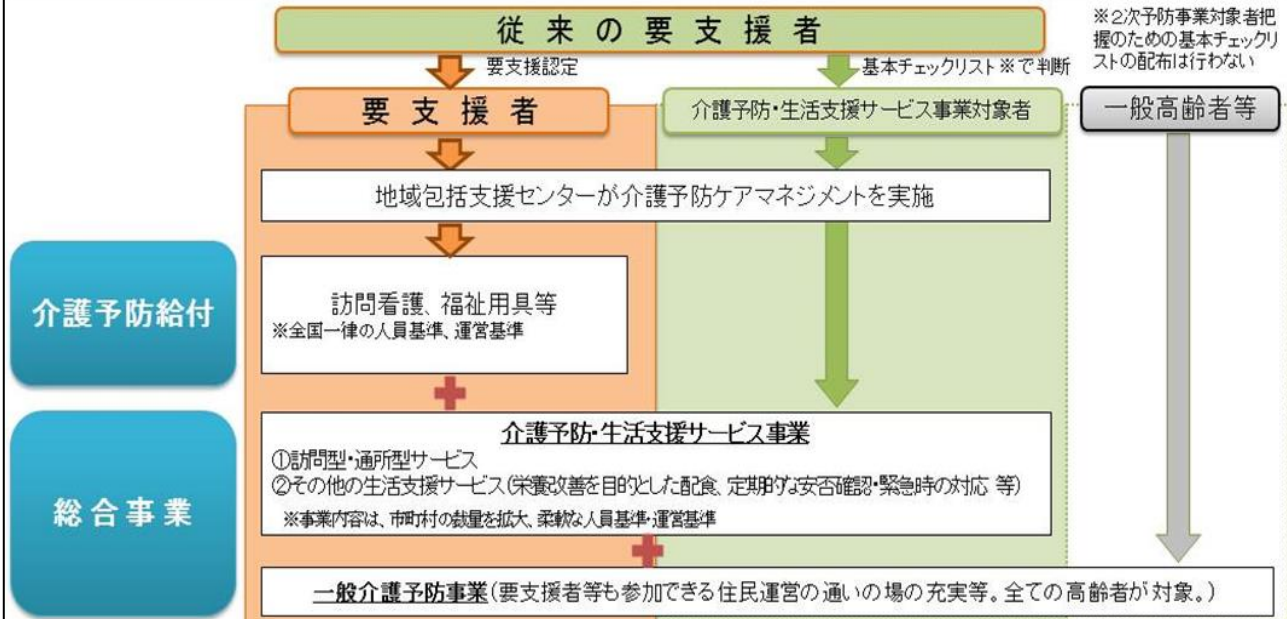 従来の要支援者
※２次予防事業対象者把
握のための基本チェックリ
ストの配布は行わない
要支援認定
基本チェックリスト※で判断
要支援者
介護予防・生活支援サービス事業対象者
一般高齢者等
地域包括支援センターが介護予防ケアマネジメントを実施
介護予防給付
訪問看護、福祉用具等
※全国一律の人員基準、運営基準
総合事業
介護予防・生活支援サービス事業
①訪問型・通所型サービス
②その他の生活支援サービス(栄養改善を目的とした配食、定期的な安否確認・緊急時の対応 等)
※事業内容は、市町村の裁量を拡大、柔軟な人員基準・運営基準
一般介護予防事業(要支援者等も参加できる住民運営の通いの場の充実等。全ての高齢者が対象。)